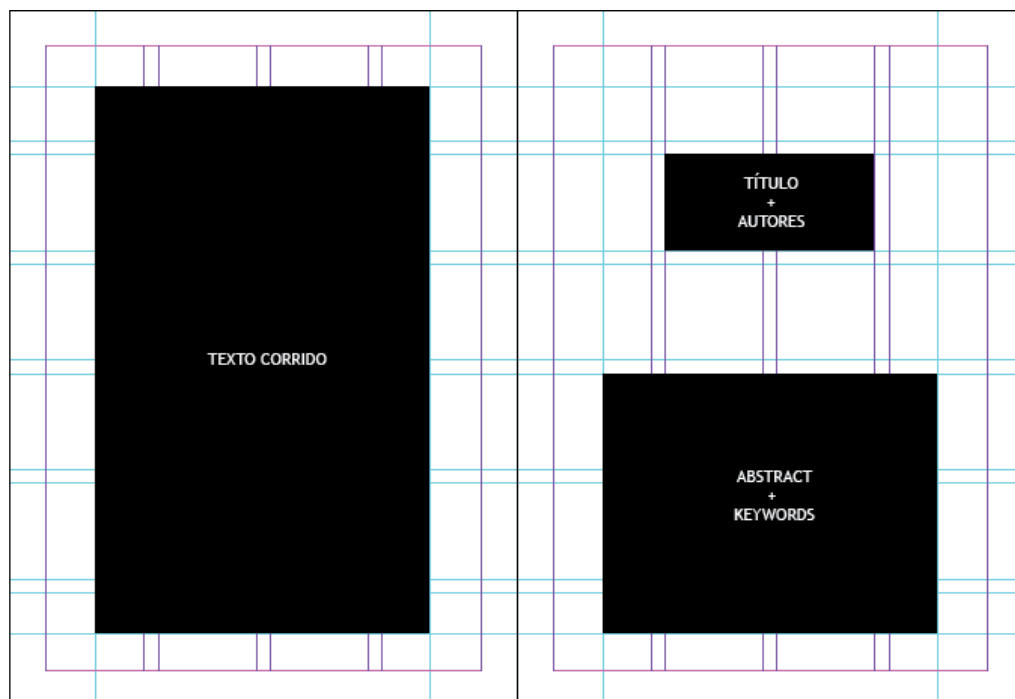 TEXTO CORRIDO
TÍTULO
+
AUTORES
ABSTRACT
+
KEYWORDS